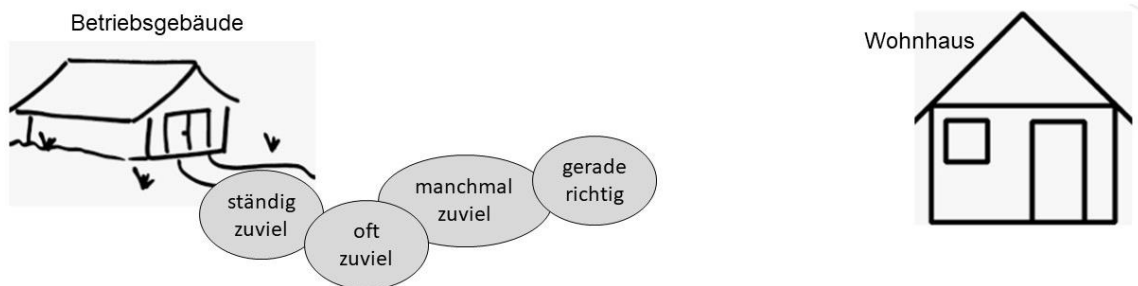 Betriebsgebäude
Wohnhaus
ständig
zuviel
oft
zuviel
manchmal
zuviel
gerade
richtig